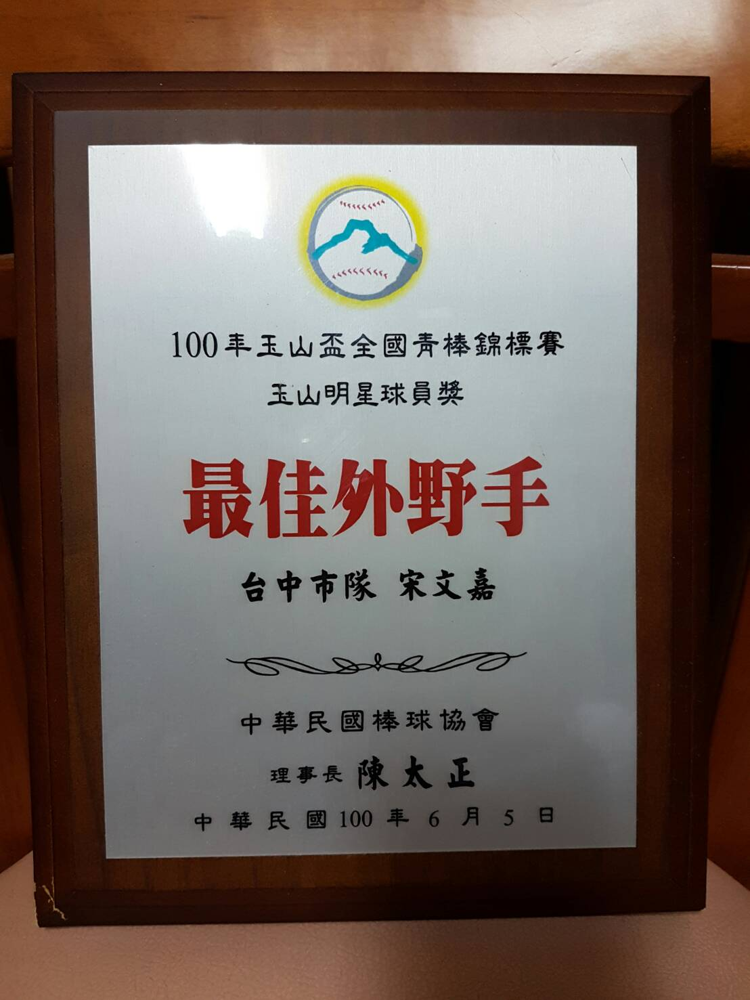 100年玉山盃全國青棒錦標賽
玉山明星球員獎
最佳外野手
台中市隊 宋文嘉
中華民國棒球協會
理事長 陳太正
中華民國100年6月5日